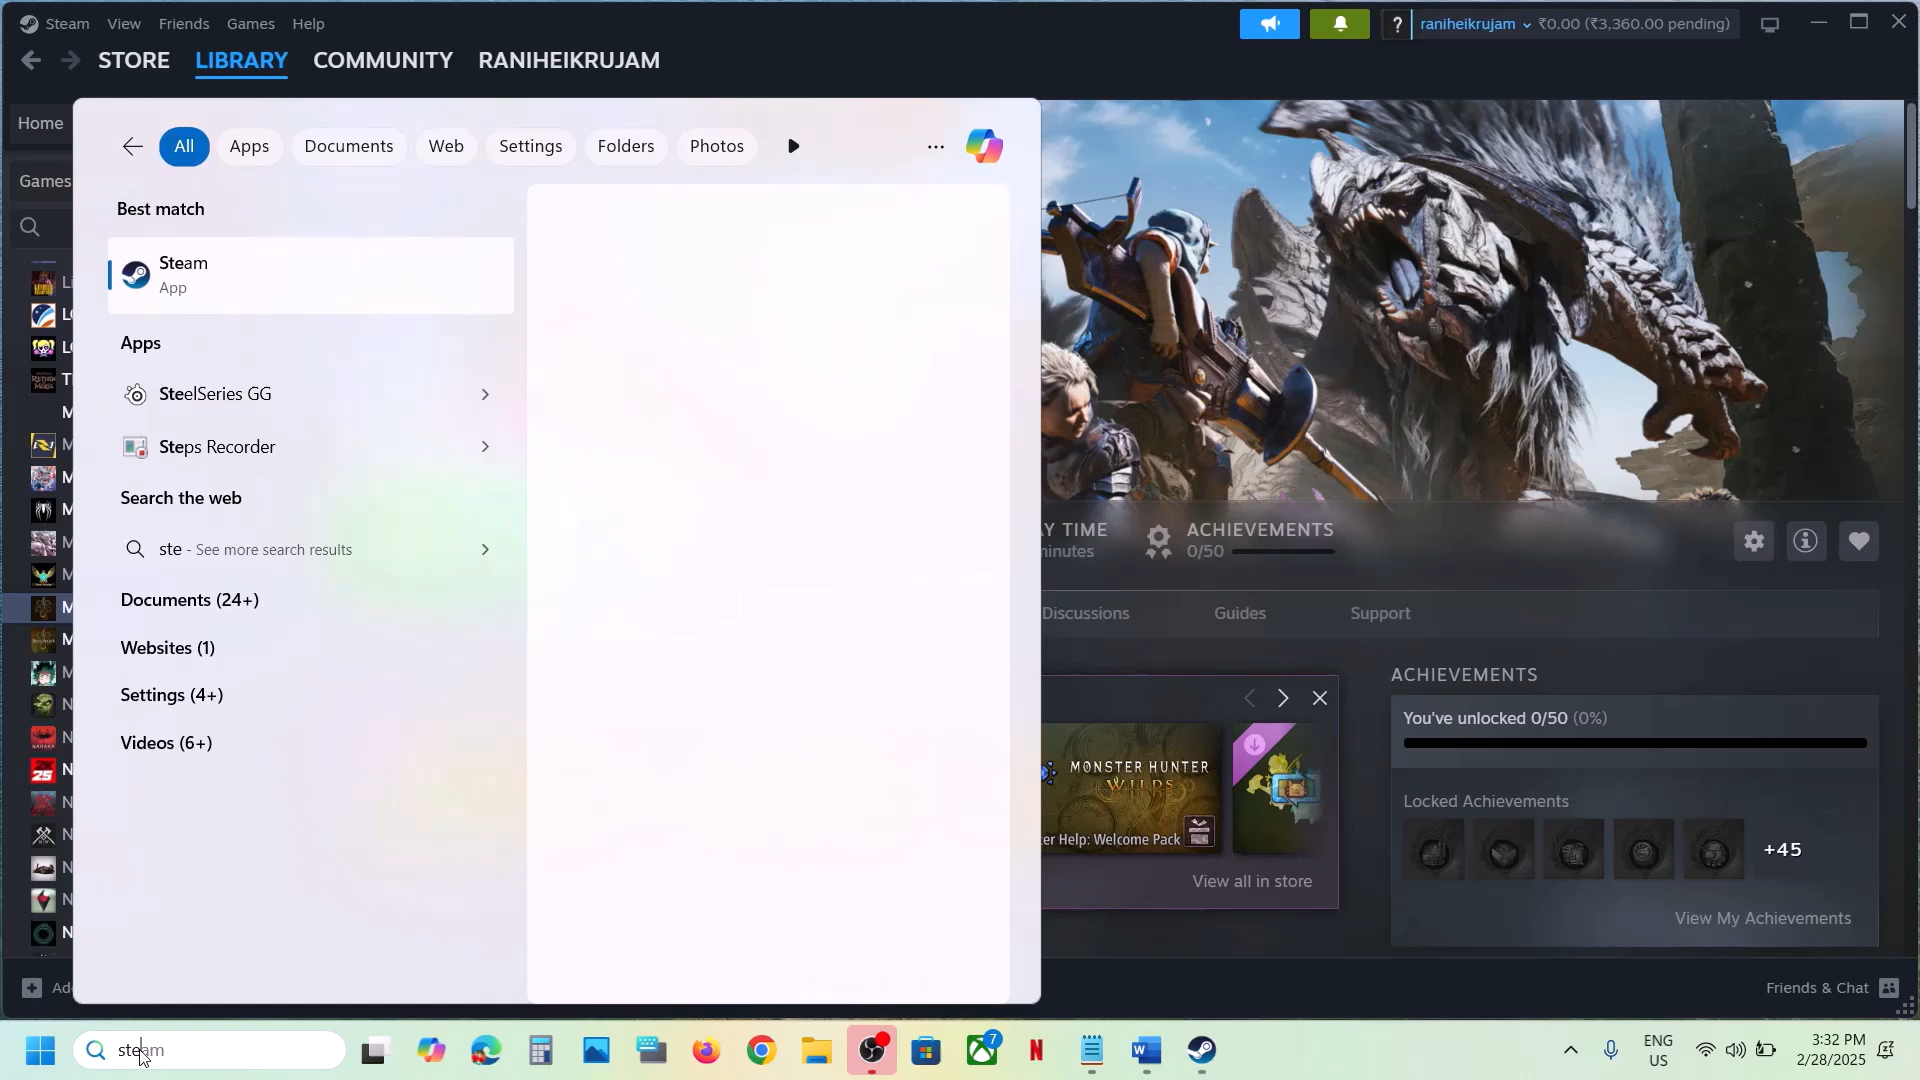 Steam View Friends Games Help
? raniheikrujam ₹0.00 (₹3,360.00 pending)
STORE LIBRARY COMMUNITY RANIHEIKRUJAM
Home
Games
All Apps Documents Web Settings Folders Photos
Best match
Steam
App
Apps
SteelSeries GG
Steps Recorder
Search the web
ste - See more search results
Documents (24+)
Websites (1)
Settings (4+)
Videos (6+)
ACHIEVEMENTS
0/50
Discussions Guides Support
MONSTER HUNTER
WILDS
Help: Welcome Pack
View all in store
ACHIEVEMENTS
You've unlocked 0/50 (0%)
Locked Achievements
+45
View My Achievements
Friends & Chat
steam
7
ENG
US
3:32 PM
2/28/2025